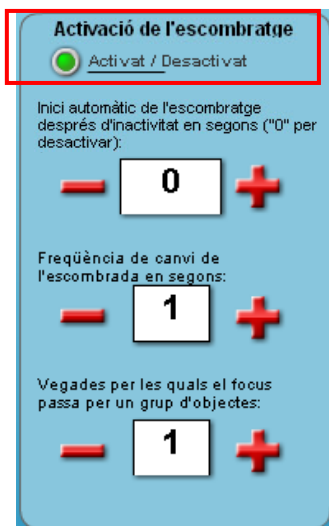 Activació de l'escombratge
Activat / Desactivat
Inici automàtic de l'escombratge
després d'inactivitat en segons ("0" per
desactivar):
0
Freqüència de canvi de
l'escombrada en segons:
1
Vegades per les quals el focus
passa per un grup d'objectes:
1